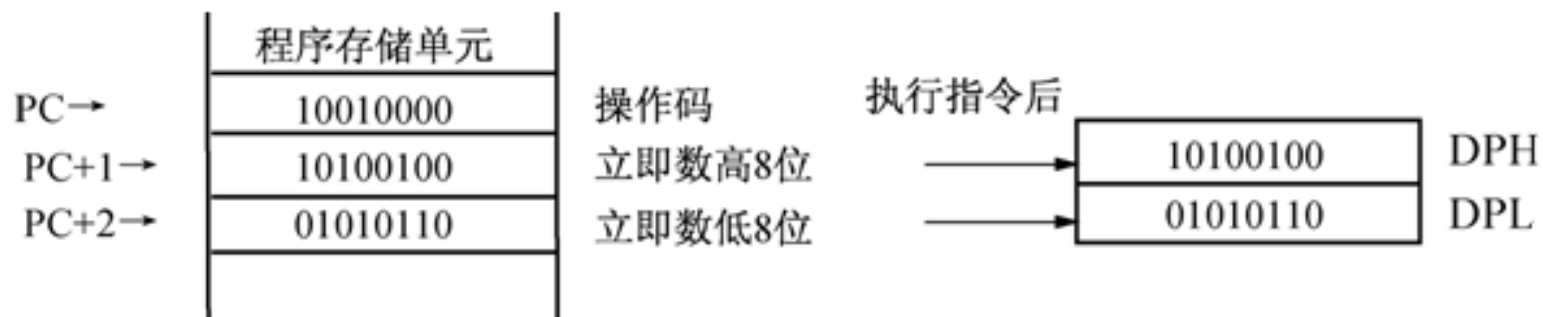 程序存储单元
PC→ 10010000 操作码 执行指令后
PC+1→ 10100100 立即数高8位 10100100 DPH
PC+2→ 01010110 立即数低8位 01010110 DPL